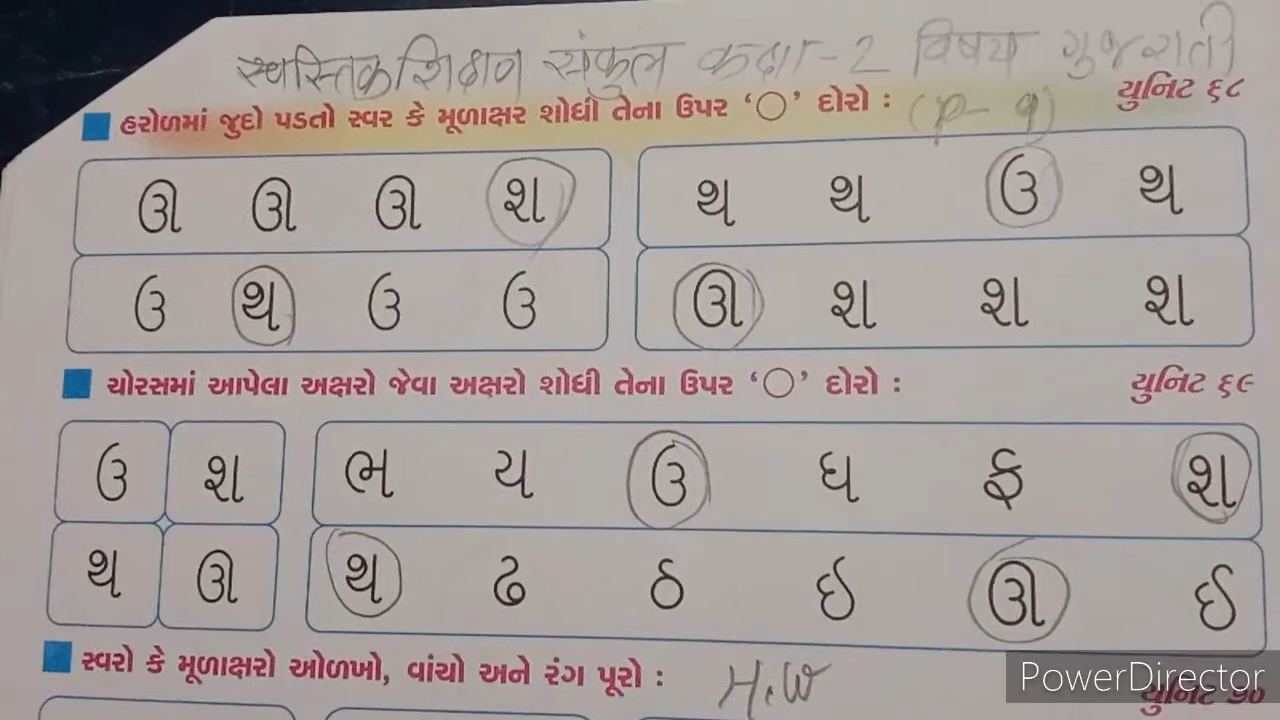 स्वस्तिक शिक्षण संकुल कक्षा-2 विषय गुजराती
હરોળમાં જુદો પડતો સ્વર કે મૂળાક્ષર શોધી તેના ઉપર ‘○’ દોરો : (p-9) યુનિટ ૬૮
ઊ ઊ ઊ શ થ થ ઉ થ
ઉ થ ઉ ઉ ઊ શ શ શ
ચોરસમાં આપેલા અક્ષરો જેવા અક્ષરો શોધી તેના ઉપર ‘○’ દોરો : યુનિટ ૬૯
ઉ શ ભ ય ઉ ઘ ફ શ
થ ઊ થ ઢ ઠ ઇ ઊ ઈ
સ્વરો કે મૂળાક્ષરો ઓળખો, વાંચો અને રંગ પૂરો : H.W યુનિટ ૭૦
PowerDirector